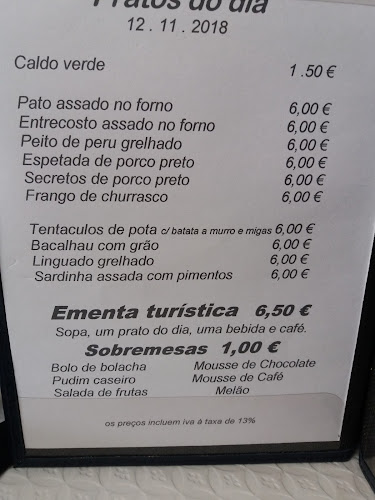 Pratos do dia
12 . 11 . 2018
Caldo verde 1 .50 €
Pato assado no forno 6,00 €
Entrecosto assado no forno 6,00 €
Peito de peru grelhado 6,00 €
Espetada de porco preto 6,00 €
Secretos de porco preto 6,00 €
Frango de churrasco 6,00 €
Tentaculos de pota c/ batata a murro e migas 6,00 €
Bacalhau com grão 6,00 €
Linguado grelhado 6,00 €
Sardinha assada com pimentos 6,00 €
Ementa turística 6,50 €
Sopa, um prato do dia, uma bebida e café.
Sobremesas 1,00 €
Bolo de bolacha Mousse de Chocolate
Pudim caseiro Mousse de Café
Salada de frutas Melão
os preços incluem iva à taxa de 13%